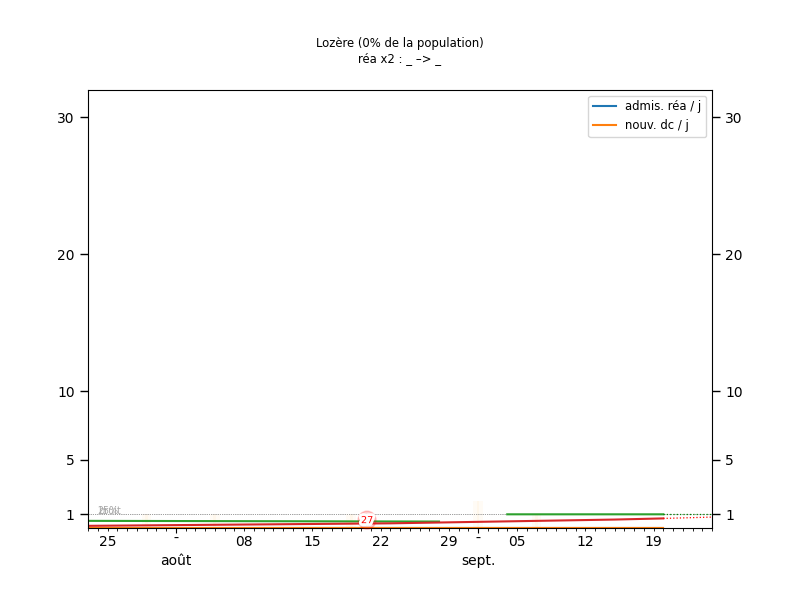 Lozère (0% de la population)
réa x2 : _ –> _
admis. réa / j
nouv. dc / j
30 30
20 20
10 10
5 5
1 1
27
25 - 08 15 22 29 - 05 12 19
août sept.